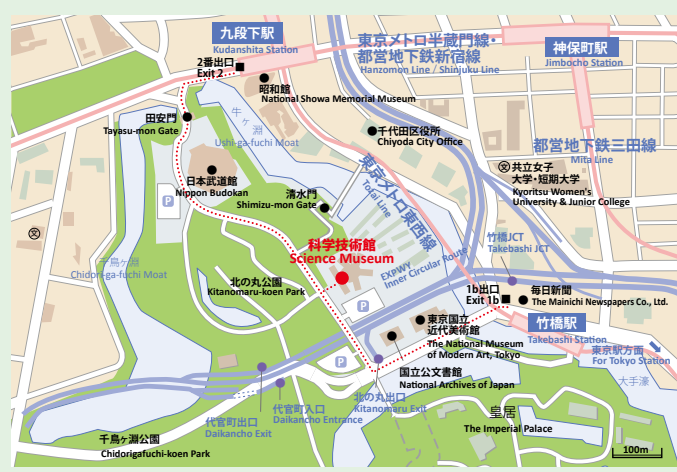 九段下駅
Kudanshita Station
2番出口
Exit 2
昭和館
National Showa Memorial Museum
東京メトロ半蔵門線・
都営地下鉄新宿線
Hanzomon Line / Shinjuku Line
神保町駅
Jimbocho Station
田安門
Tayasu-mon Gate
牛ヶ淵
Ushi-ga-fuchi Moat
千代田区役所
Chiyoda City Office
都営地下鉄三田線
Mita Line
文
共立女子
大学・短期大学
Kyoritsu Women's
University & Junior College
日本武道館
Nippon Budokan
清水門
Shimizu-mon Gate
東京メトロ東西線
Tozai Line
P
文
千鳥ヶ淵
Chidori-ga-fuchi Moat
科学技術館
Science Museum
北の丸公園
Kitanomaru-koen Park
EXPWY
Inner Circular Route
竹橋JCT
Takebashi JCT
1b出口
Exit 1b
毎日新聞
The Mainichi Newspapers Co., Ltd.
P
竹橋駅
Takebashi Station
東京国立
近代美術館
The National Museum
of Modern Art, Tokyo
P
国立公文書館
National Archives of Japan
東京駅方面
For Tokyo Station
大手濠
北の丸出口
Kitanomaru Exit
代官町出口
Daikancho Exit
代官町入口
Daikancho Entrance
皇居
The Imperial Palace
千鳥ヶ淵公園
Chidorigafuchi-koen Park
100m